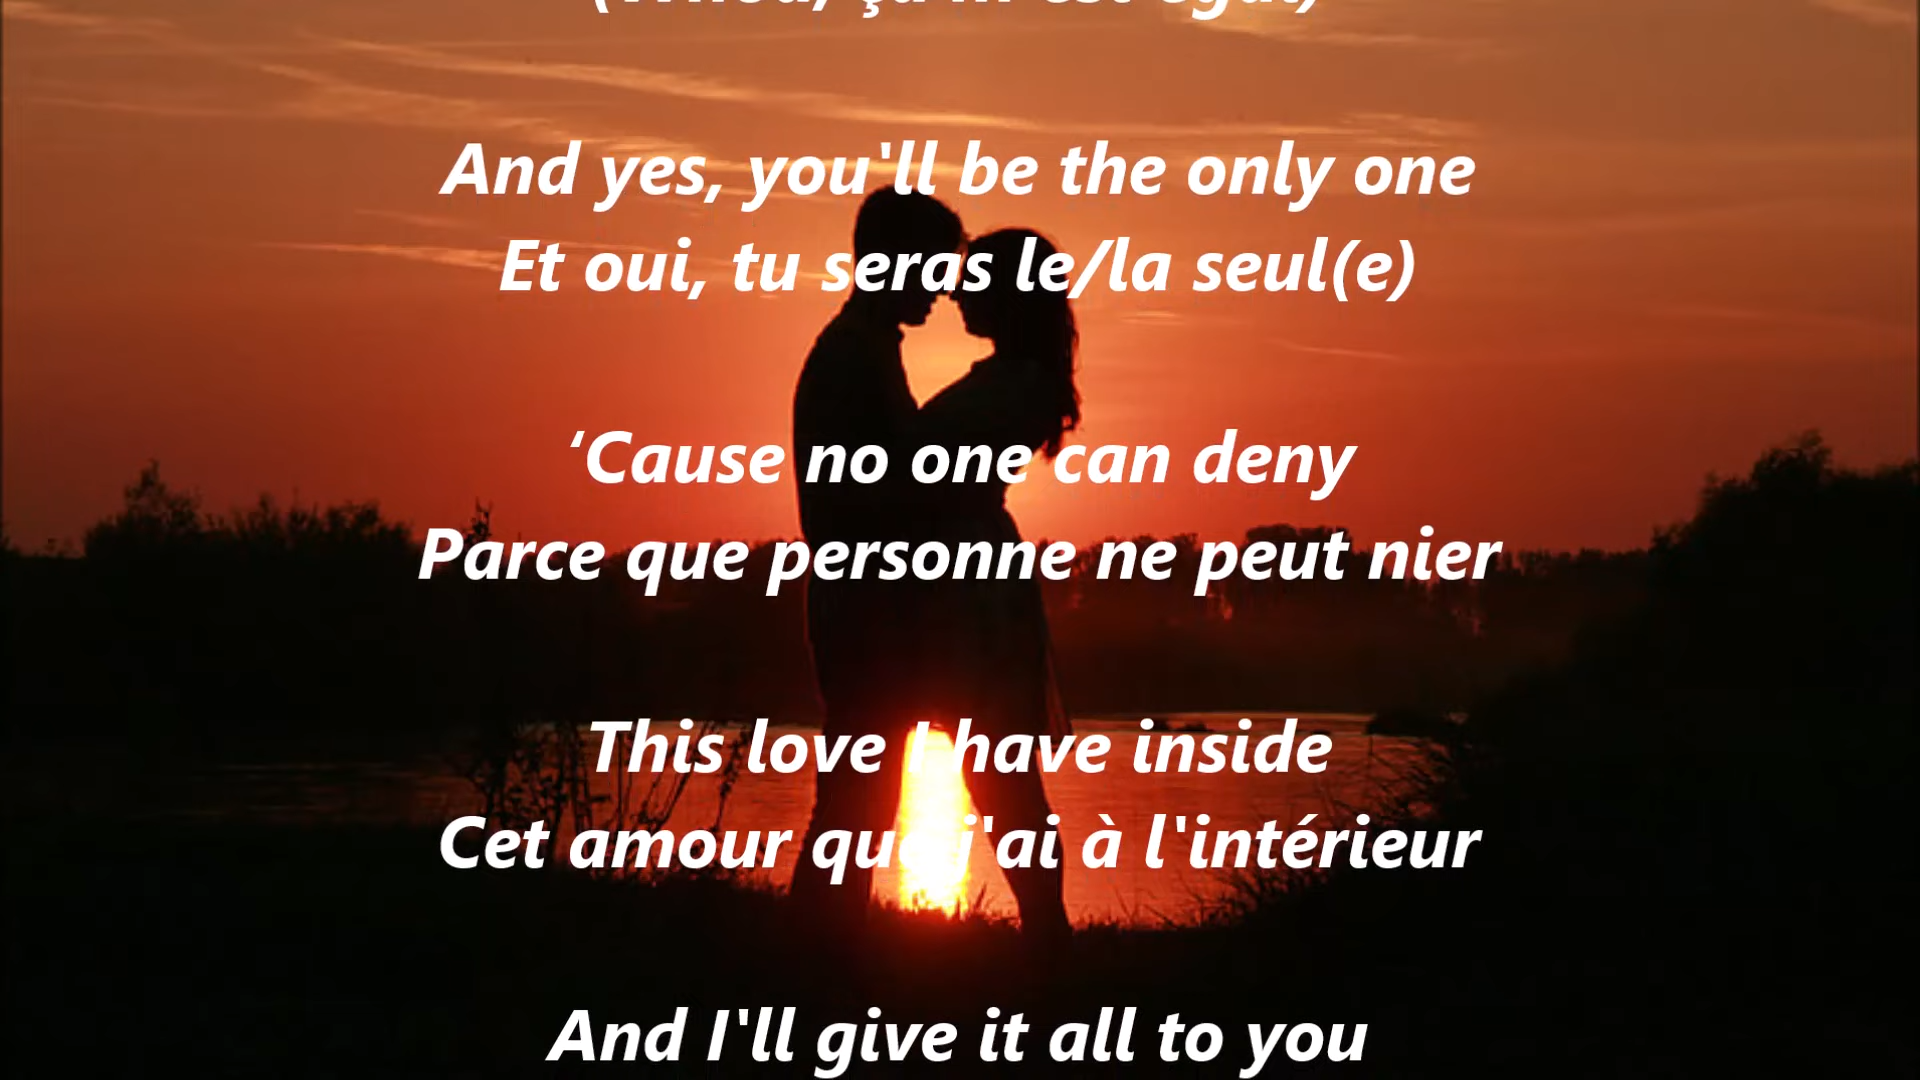 And yes, you'll be the only one
Et oui, tu seras le/la seul(e)
‘Cause no one can deny
Parce que personne ne peut nier
This love I have inside
Cet amour que j'ai à l'intérieur
And I'll give it all to you